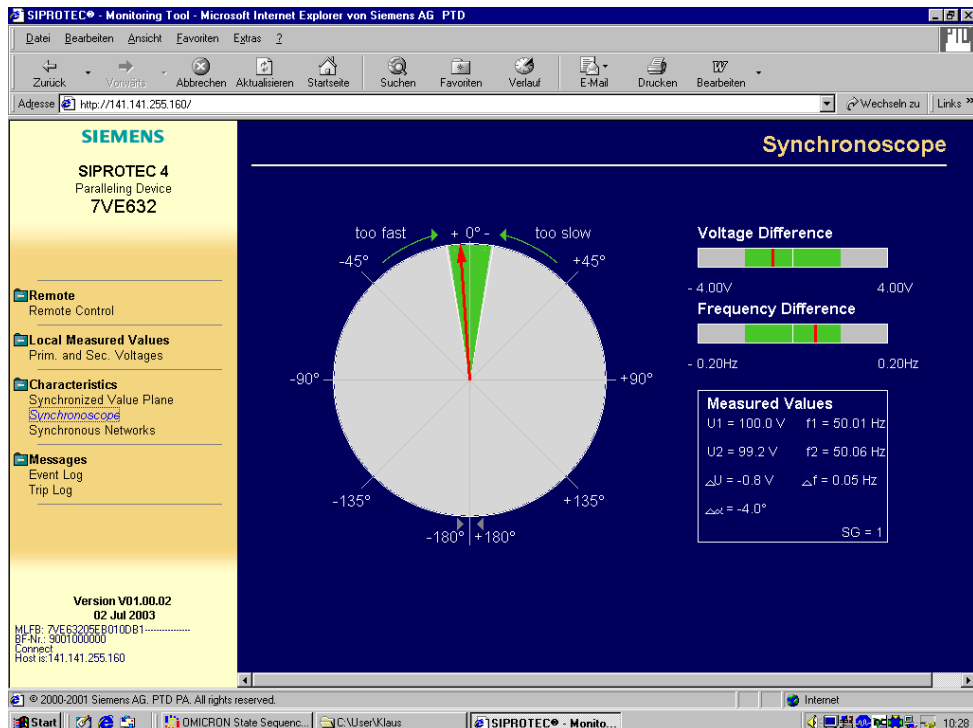 SIPROTEC® - Monitoring Tool - Microsoft Internet Explorer von Siemens AG PTD
Datei Bearbeiten Ansicht Favoriten Extras ?
PTD
Zurück Vorwärts Abbrechen Aktualisieren Startseite Suchen Favoriten Verlauf E-Mail Drucken Bearbeiten
Adresse http://141.141.255.160/ Wechseln zu Links »
SIEMENS
SIPROTEC 4
Paralleling Device
7VE632
Remote
Remote Control
Local Measured Values
Prim. and Sec. Voltages
Characteristics
Synchronized Value Plane
Synchronoscope
Synchronous Networks
Messages
Event Log
Trip Log
Version V01.00.02
02 Jul 2003
MLFB: 7VE63205EB010DB1---------------
BF-Nr.: 9001000000
Connect
Host is:141.141.255.160
Synchronoscope
too fast + 0° - too slow
-45° +45°
-90° +90°
-135° +135°
-180° +180°
Voltage Difference
- 4.00V 4.00V
Frequency Difference
- 0.20Hz 0.20Hz
Measured Values
U1 = 100.0 V f1 = 50.01 Hz
U2 = 99.2 V f2 = 50.06 Hz
△U = -0.8 V △f = 0.05 Hz
△α = -4.0°
SG = 1
© 2000-2001 Siemens AG. PTD PA. All rights reserved. Internet
Start OMICRON State Sequenc... C:\User\Klaus SIPROTEC® - Monito... 10:28